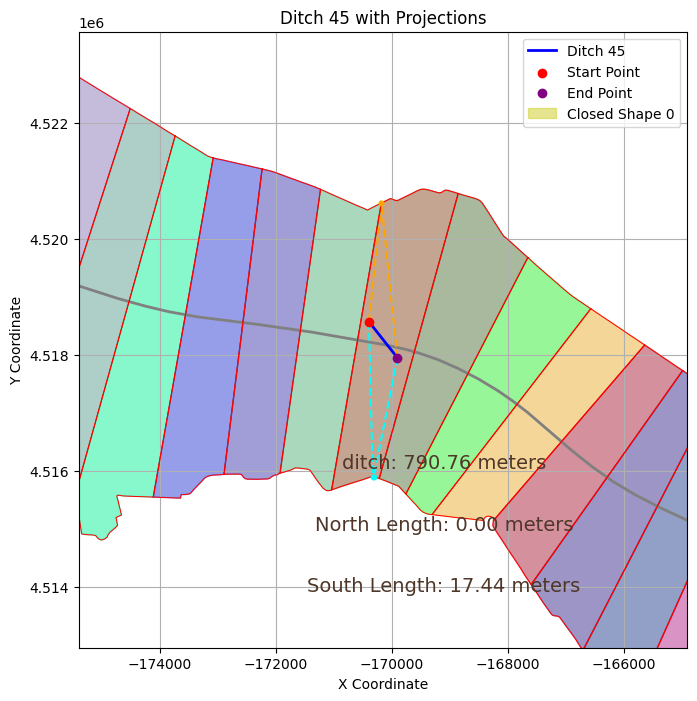 Ditch 45 with Projections
1e6
Ditch 45
Start Point
End Point
Closed Shape 0
4.522
4.520
4.518
4.516
4.514
Y Coordinate
ditch: 790.76 meters
North Length: 0.00 meters
South Length: 17.44 meters
−174000 −172000 −170000 −168000 −166000
X Coordinate